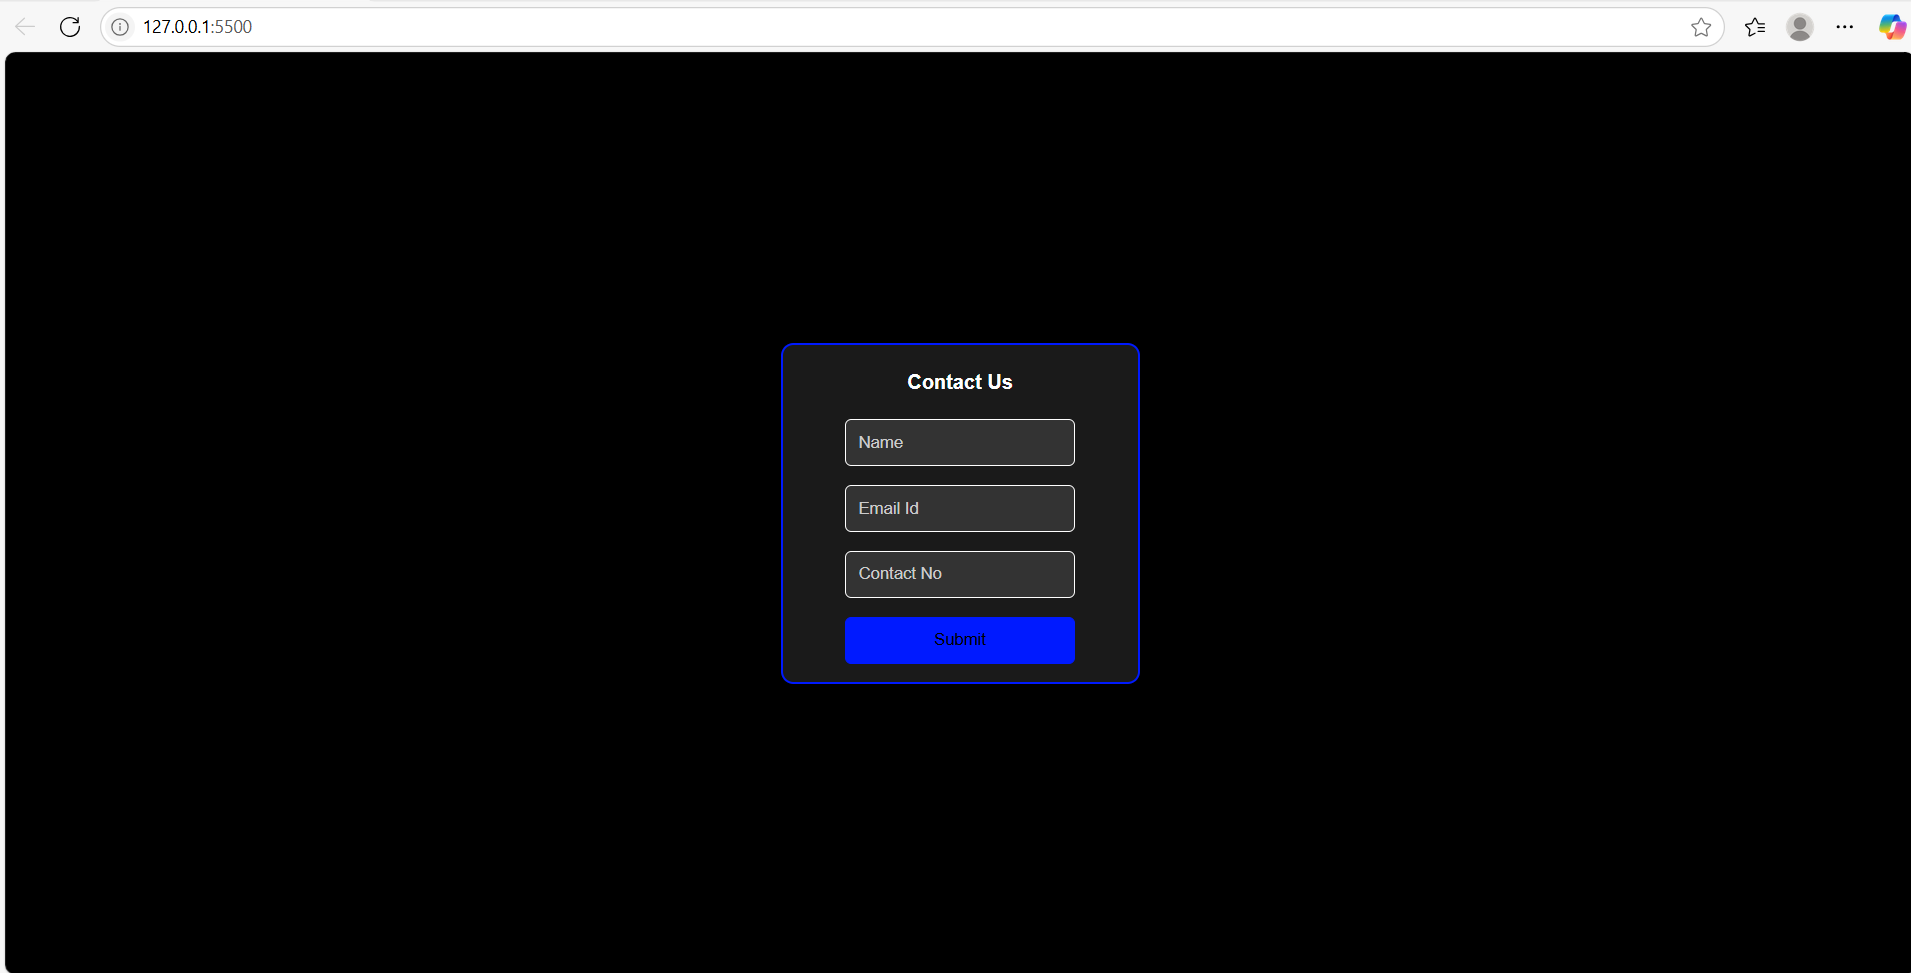 127.0.0.1:5500
Contact Us
Name
Email Id
Contact No
Submit